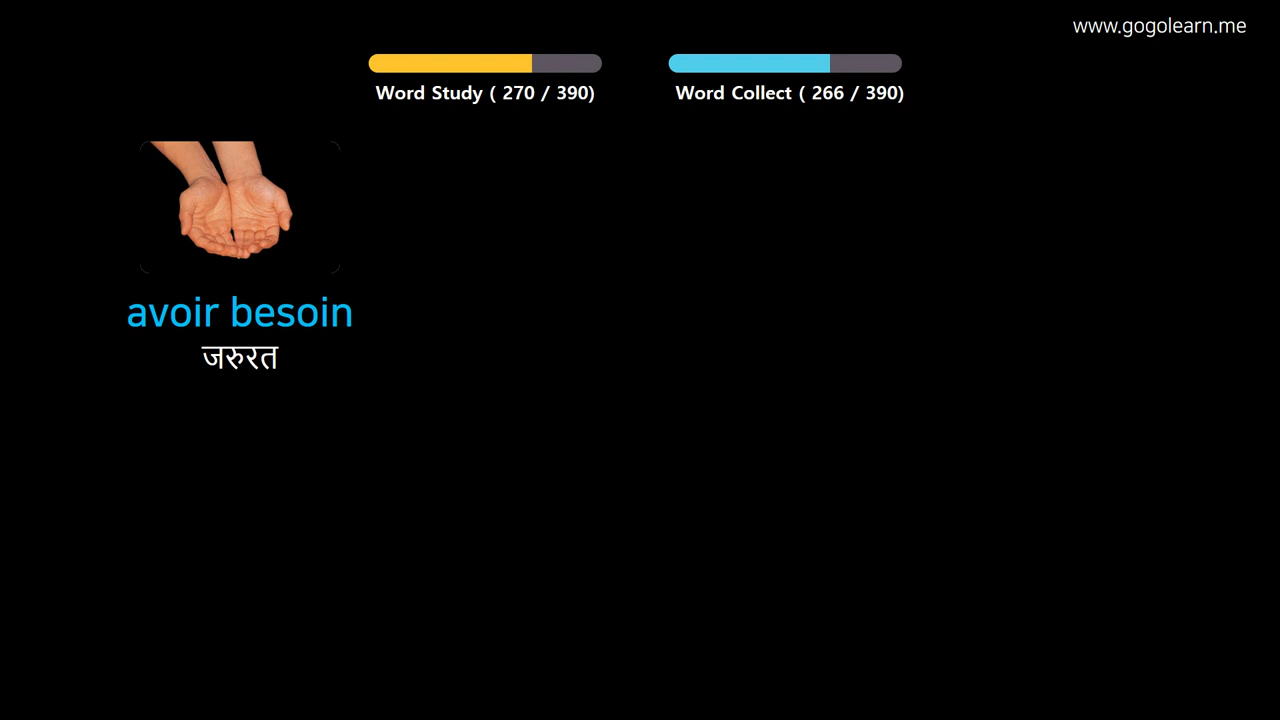 www.gogolearn.me
Word Study ( 270 / 390)
Word Collect ( 266 / 390)
avoir besoin
जरुरत